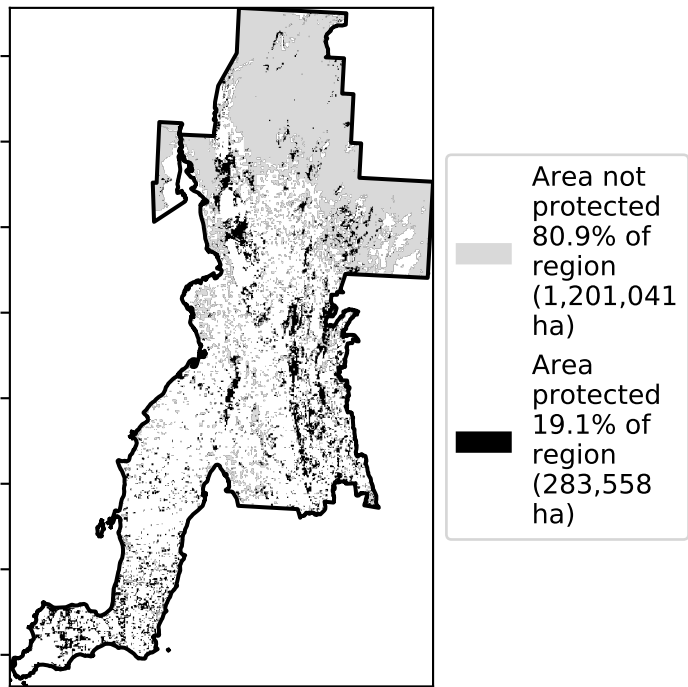 Area not
protected
80.9% of
region
(1,201,041
ha)
Area
protected
19.1% of
region
(283,558
ha)